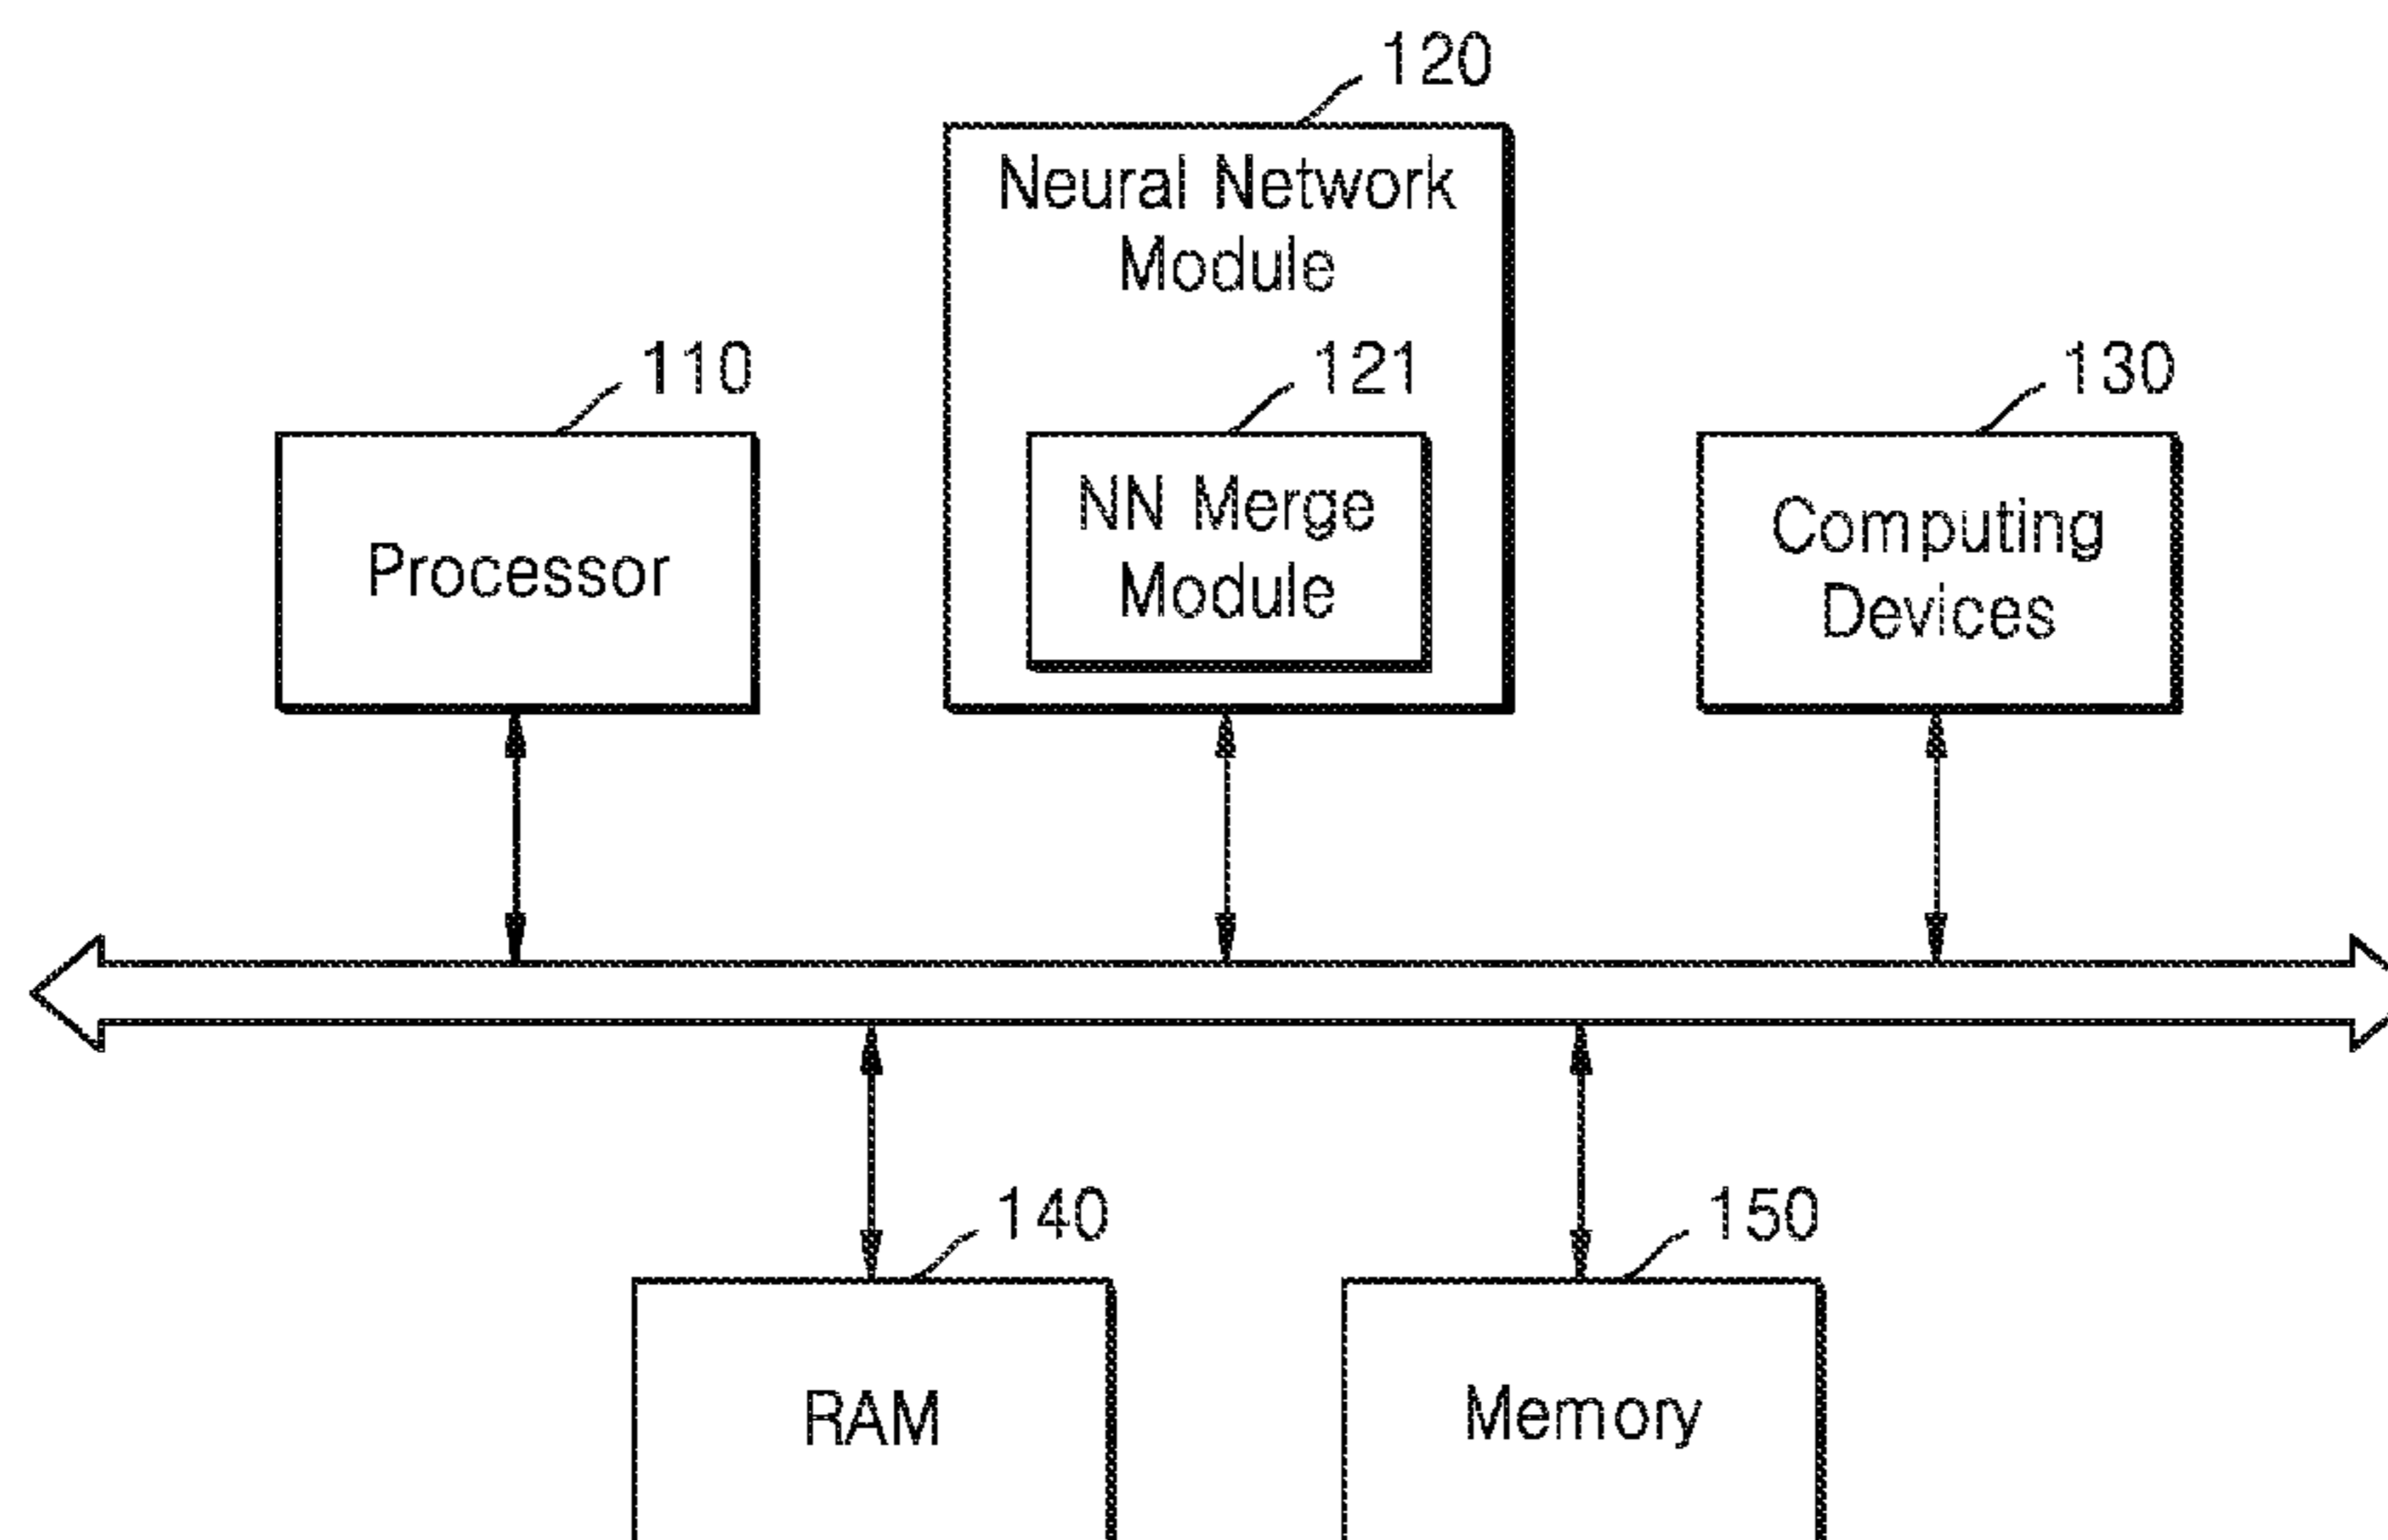 120
Neural Network
Module
110
121
130
Processor
NN Merge
Module
Computing
Devices
140
150
RAM
Memory